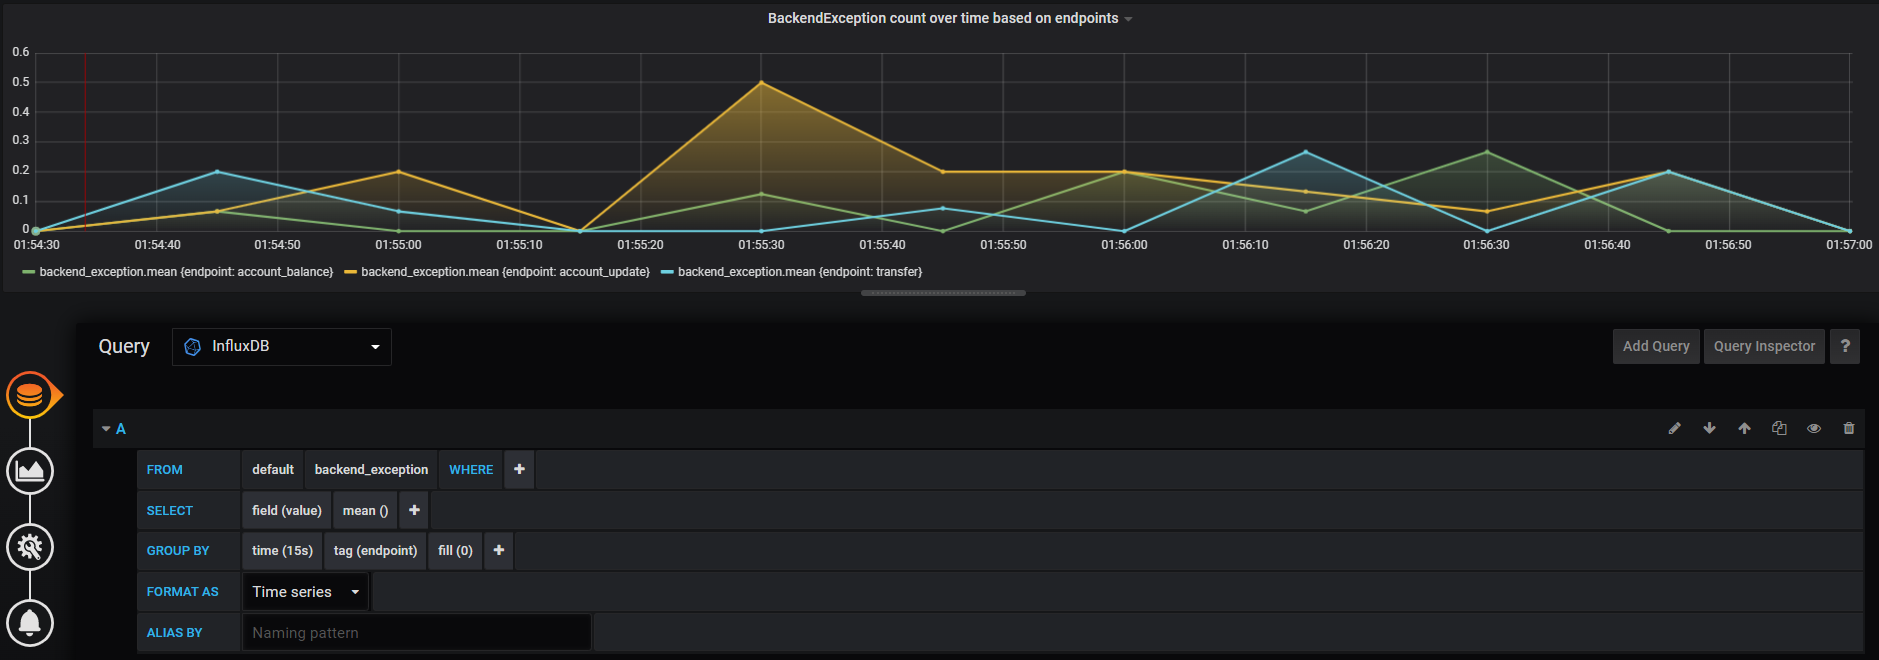 BackendException count over time based on endpoints
0.6
0.5
0.4
0.3
0.2
0.1
0
01:54:30 01:54:40 01:54:50 01:55:00 01:55:10 01:55:20 01:55:30 01:55:40 01:55:50 01:56:00 01:56:10 01:56:20 01:56:30 01:56:40 01:56:50 01:57:00
backend_exception.mean {endpoint: account_balance} backend_exception.mean {endpoint: account_update} backend_exception.mean {endpoint: transfer}
Query InfluxDB Add Query Query Inspector ?
A
FROM default backend_exception WHERE +
SELECT field (value) mean () +
GROUP BY time (15s) tag (endpoint) fill (0) +
FORMAT AS Time series
ALIAS BY Naming pattern